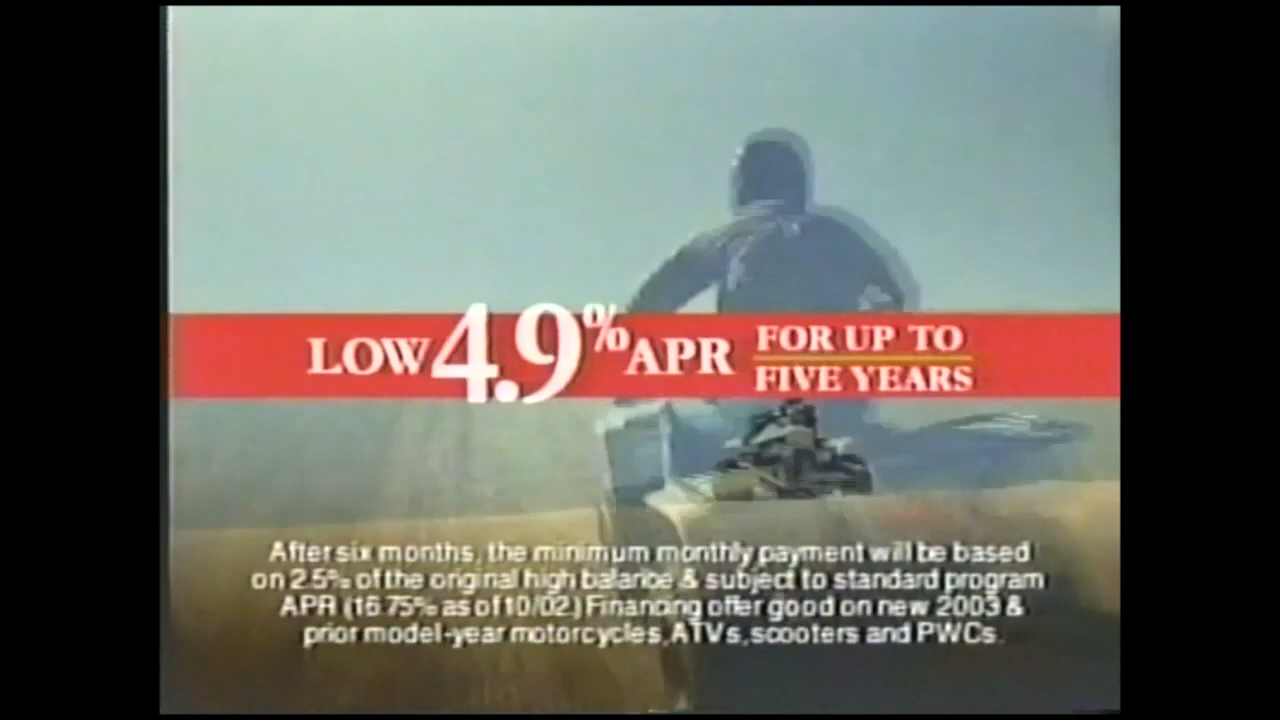 LOW 4.9% APR FOR UP TO
FIVE YEARS
After six months, the minimum monthly payment will be based
on 2.5% of the original high balance & subject to standard program
APR (16.75% as of 10/02.) Financing offer good on new 2003 &
prior model-year motorcycles, ATVs, scooters and PWCs.